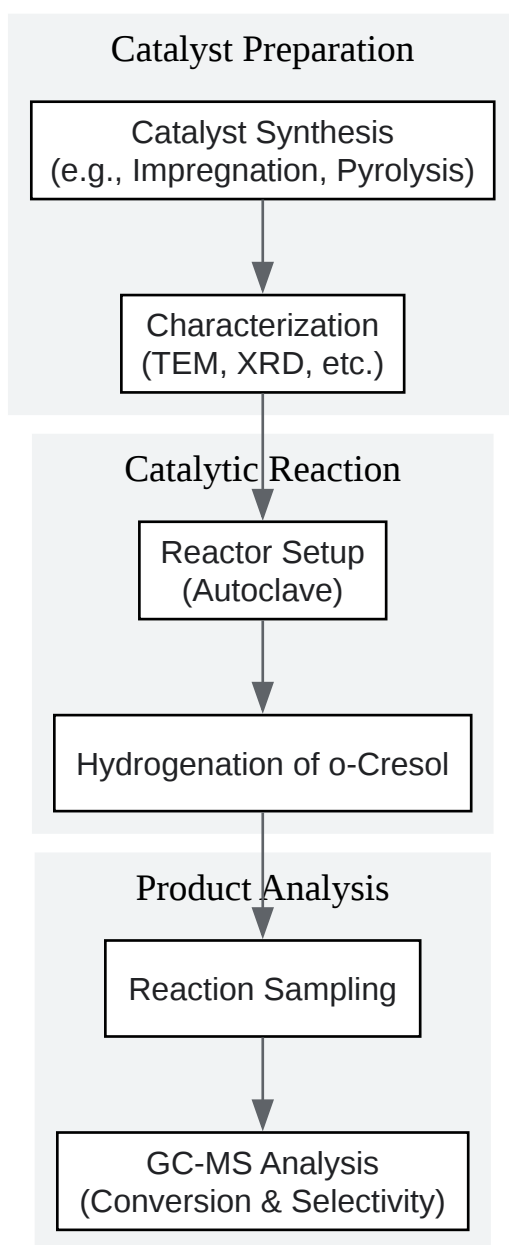 Catalyst Preparation
Catalyst Synthesis
(e.g., Impregnation, Pyrolysis)
Characterization
(TEM, XRD, etc.)
Catalytic Reaction
Reactor Setup
(Autoclave)
Hydrogenation of o-Cresol
Product Analysis
Reaction Sampling
GC-MS Analysis
(Conversion & Selectivity)